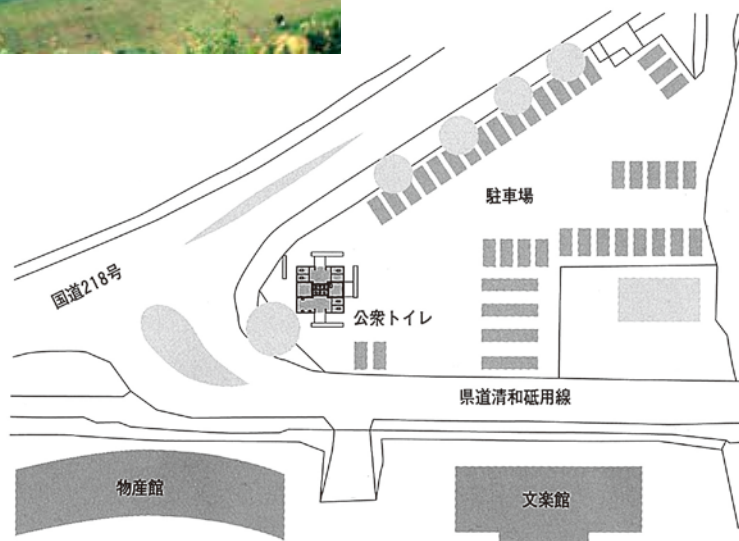 駐車場
国道218号
公衆トイレ
県道清和砥用線
物産館
文楽館